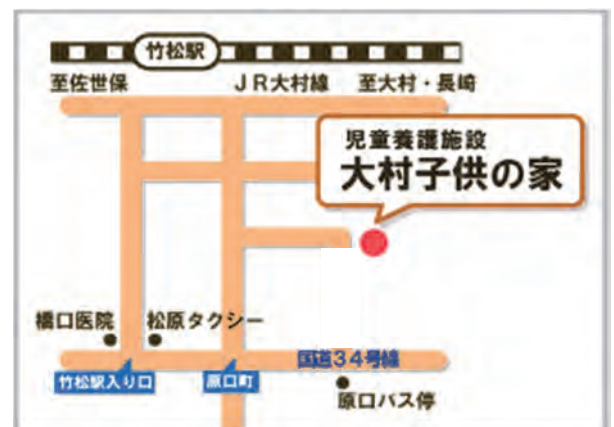 竹松駅
至佐世保
JR大村線
至大村・長崎
児童養護施設
大村子供の家
橋口医院
松原タクシー
国道34号線
竹松駅入り口
原口町
原口バス停